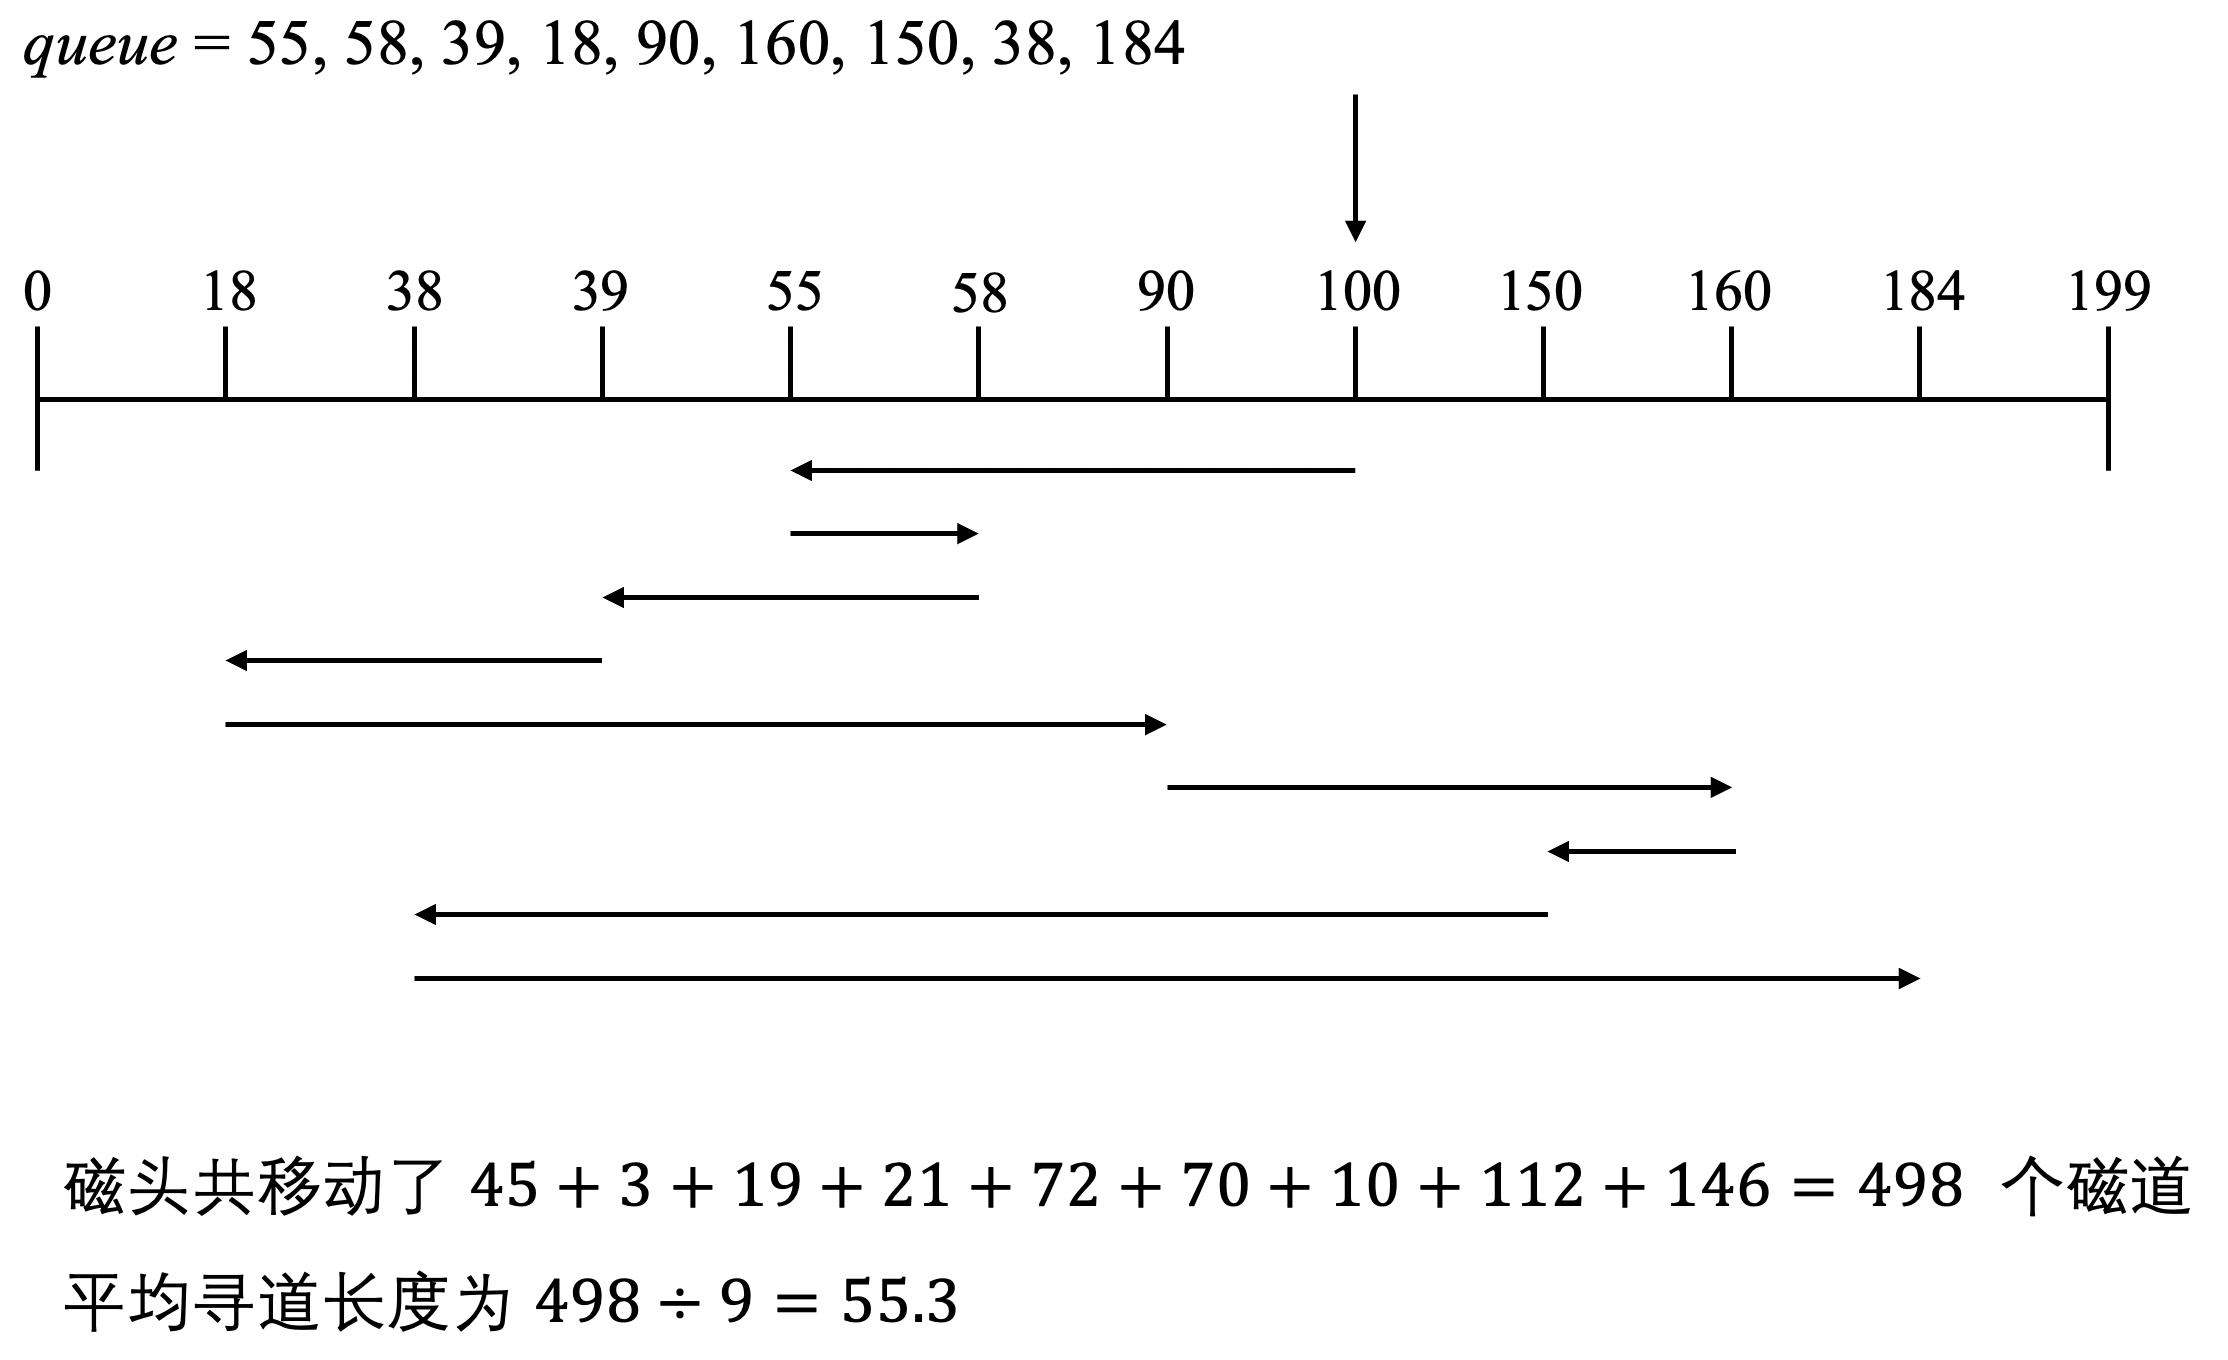 queue = 55, 58, 39, 18, 90, 160, 150, 38, 184
0 18 38 39 55 58 90 100 150 160 184 199
磁头共移动了 45 + 3 + 19 + 21 + 72 + 70 + 10 + 112 + 146 = 498 个磁道
平均寻道长度为 498 ÷ 9 = 55.3